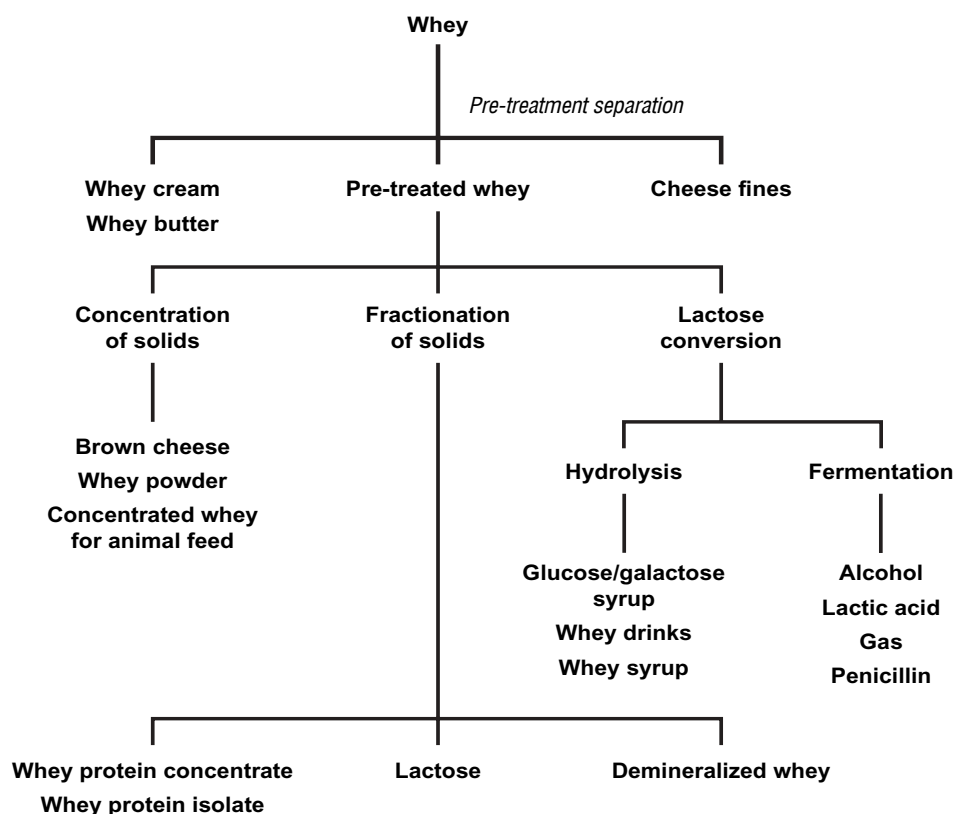 Whey
Pre-treatment separation
Whey cream
Whey butter
Pre-treated whey
Cheese fines
Concentration
of solids
Fractionation
of solids
Lactose
conversion
Brown cheese
Whey powder
Concentrated whey
for animal feed
Hydrolysis
Fermentation
Glucose/galactose
syrup
Whey drinks
Whey syrup
Alcohol
Lactic acid
Gas
Penicillin
Whey protein concentrate
Whey protein isolate
Lactose
Demineralized whey